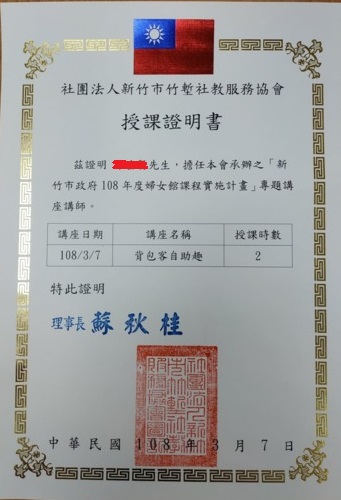 社團法人新竹市竹塹社教服務協會
授課證明書
茲證明 先生，擔任本會承辦之「新
竹市政府108年度婦女館課程實施計畫」專題講
座講師。
講座日期 講座名稱 授課時數
108/3/7 背包客自助趣 2
特此證明
理事長 蘇秋桂
中華民國 108 年 3 月 7 日